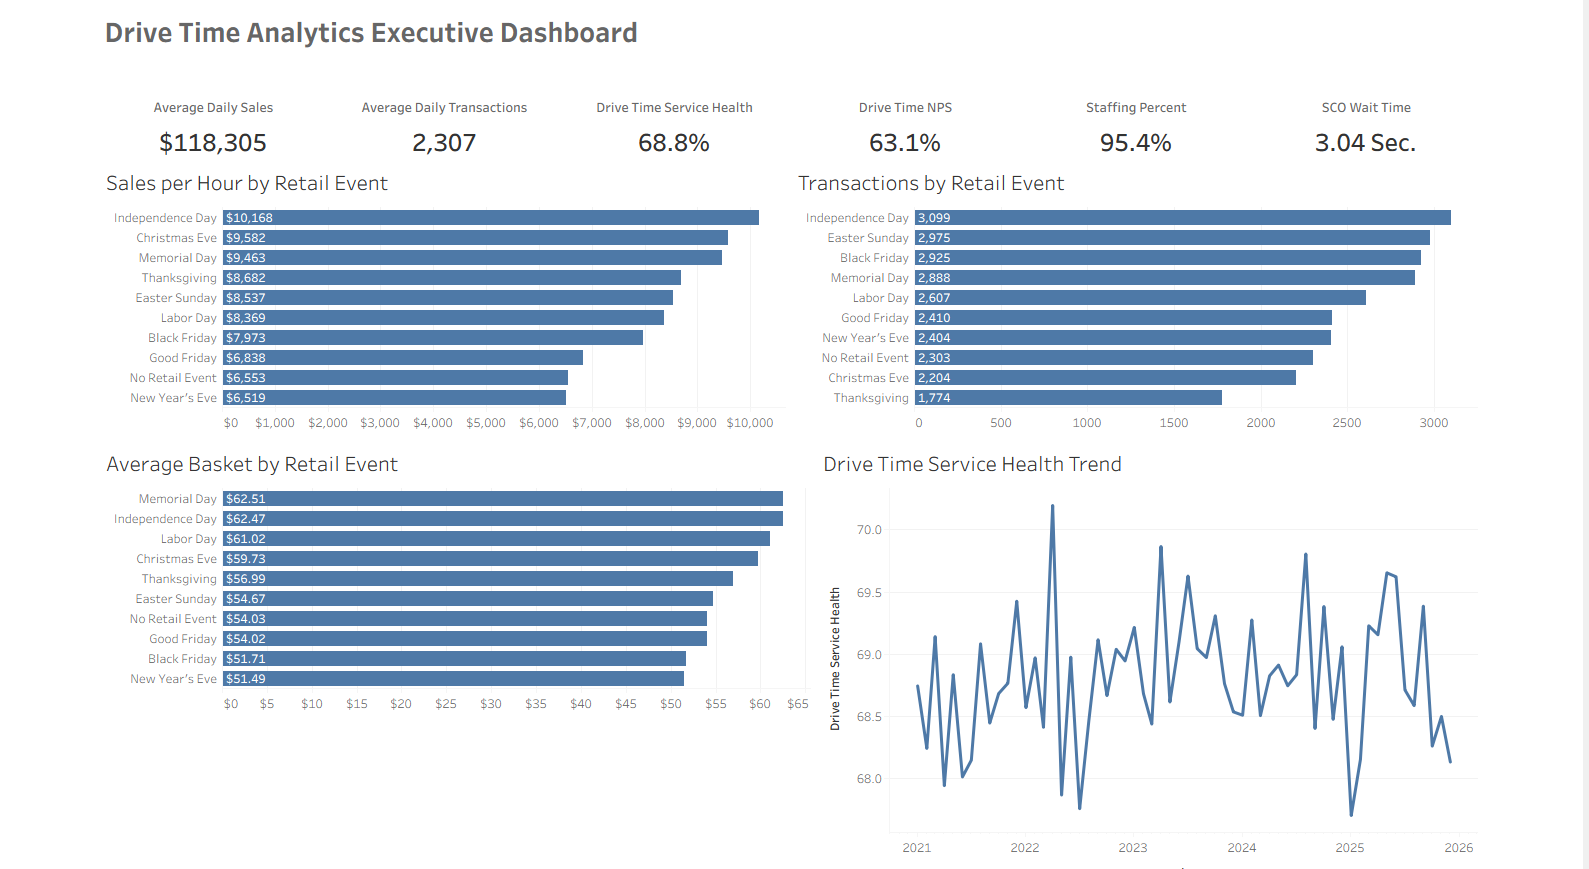 Drive Time Analytics Executive Dashboard
Average Daily Sales
$118,305
Average Daily Transactions
2,307
Drive Time Service Health
68.8%
Drive Time NPS
63.1%
Staffing Percent
95.4%
SCO Wait Time
3.04 Sec.
Sales per Hour by Retail Event
Independence Day $10,168
Christmas Eve $9,582
Memorial Day $9,463
Thanksgiving $8,682
Easter Sunday $8,537
Labor Day $8,369
Black Friday $7,973
Good Friday $6,838
No Retail Event $6,553
New Year's Eve $6,519
$0 $1,000 $2,000 $3,000 $4,000 $5,000 $6,000 $7,000 $8,000 $9,000 $10,000
Transactions by Retail Event
Independence Day 3,099
Easter Sunday 2,975
Black Friday 2,925
Memorial Day 2,888
Labor Day 2,607
Good Friday 2,410
New Year's Eve 2,404
No Retail Event 2,303
Christmas Eve 2,204
Thanksgiving 1,774
0 500 1000 1500 2000 2500 3000
Average Basket by Retail Event
Memorial Day $62.51
Independence Day $62.47
Labor Day $61.02
Christmas Eve $59.73
Thanksgiving $56.99
Easter Sunday $54.67
No Retail Event $54.03
Good Friday $54.02
Black Friday $51.71
New Year's Eve $51.49
$0 $5 $10 $15 $20 $25 $30 $35 $40 $45 $50 $55 $60 $65
Drive Time Service Health Trend
Drive Time Service Health
70.0
69.5
69.0
68.5
68.0
2021 2022 2023 2024 2025 2026